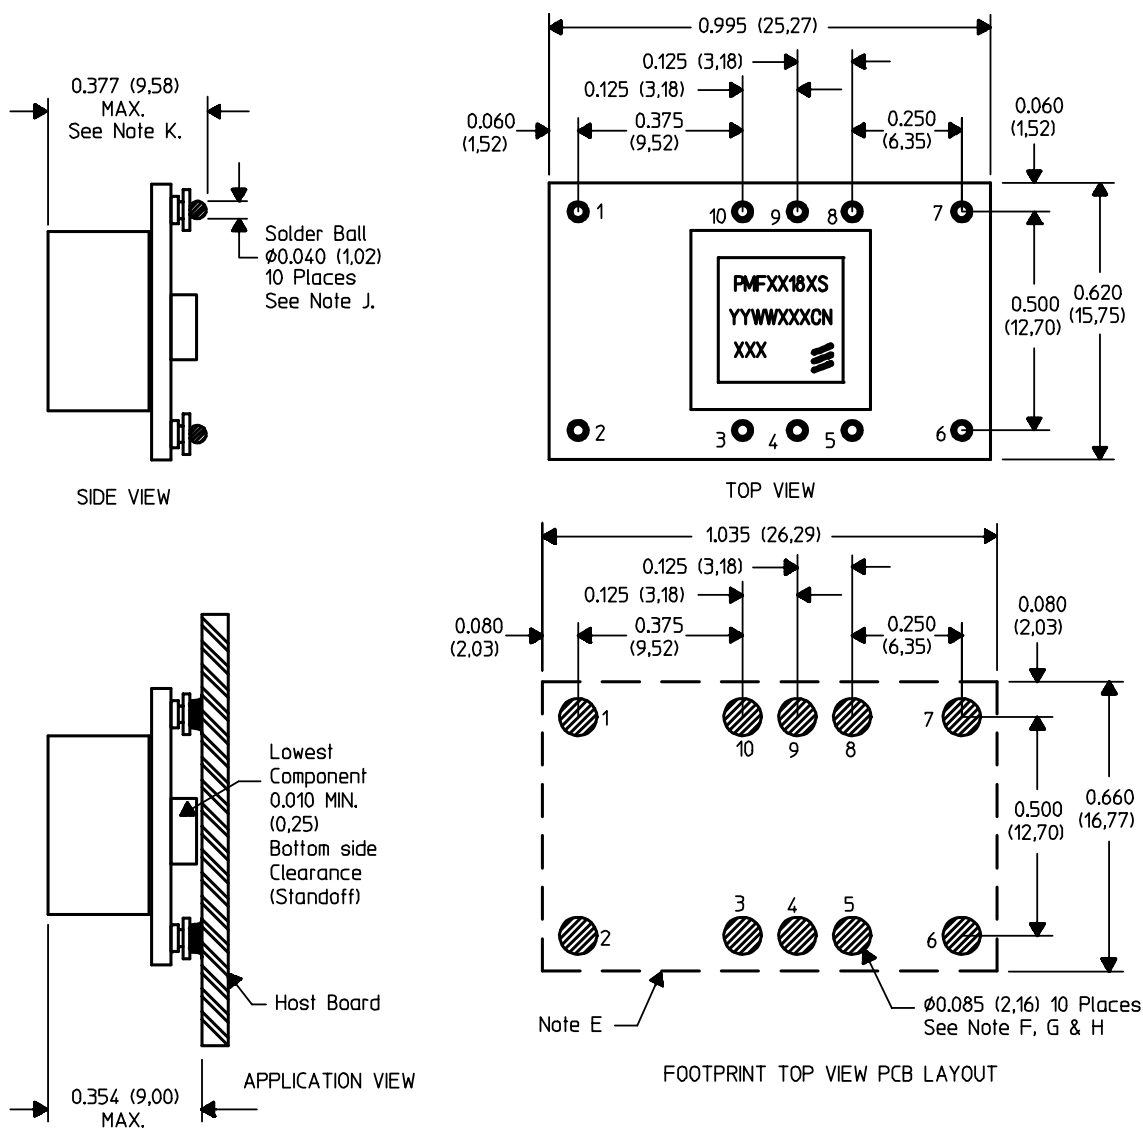 0.377 (9,58)
MAX.
See Note K.
Solder Ball
Ø0.040 (1,02)
10 Places
See Note J.
SIDE VIEW
0.995 (25,27)
0.125 (3,18)
0.125 (3,18)
0.060
(1,52)
0.375
(9,52)
0.250
(6,35)
0.060
(1,52)
1
10
9
8
7
PMFXX18XS
YYWWXXXCN
XXX
0.500
(12,70)
0.620
(15,75)
2
3
4
5
6
TOP VIEW
Lowest
Component
0.010 MIN.
(0,25)
Bottom side
Clearance
(Standoff)
Host Board
0.354 (9,00)
MAX.
APPLICATION VIEW
1.035 (26,29)
0.125 (3,18)
0.125 (3,18)
0.080
(2,03)
0.375
(9,52)
0.250
(6,35)
0.080
(2,03)
1
10
9
8
7
0.500
(12,70)
0.660
(16,77)
2
3
4
5
6
Note E
Ø0.085 (2,16) 10 Places
See Note F, G & H
FOOTPRINT TOP VIEW PCB LAYOUT